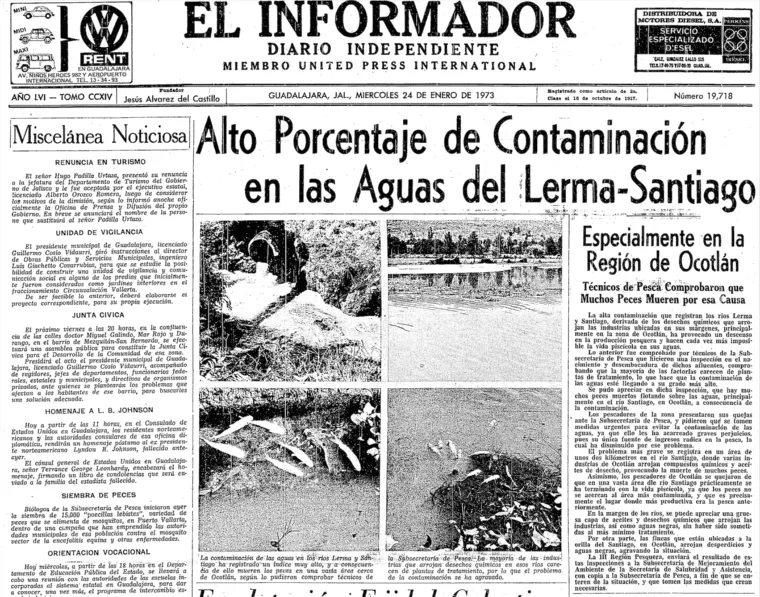 MINI
MIDI
MAXI
VW
RENT
EN GUADALAJARA
AV. NIÑOS HEROES 982 Y AEROPUERTO
INTERNACIONAL TEL. 13-34-93
EL INFORMADOR
DIARIO INDEPENDIENTE
MIEMBRO UNITED PRESS INTERNATIONAL
DISTRIBUIDORA DE
MOTORES DIESEL, S.A.
SERVICIO
ESPECIALIZADO
DIESEL
PERKINS
AÑO LVI — TOMO CCXIV
Fundador
Jesús Alvarez del Castillo
GUADALAJARA, JAL., MIERCOLES 24 DE ENERO DE 1973
Registrado como artículo de 2a.
Clase el 18 de octubre de 1917.
Número 19,718
Miscelánea Noticiosa
RENUNCIA EN TURISMO
El señor Hugo Padilla Urtaza, presentó su renuncia
a la jefatura del Departamento de Turismo del Gobierno
de Jalisco y le fue aceptada por el ejecutivo estatal,
licenciado Alberto Orozco Romero, luego de considerar
los motivos de la dimisión, según lo informó anoche oficialmente
la Oficina de Prensa y Difusión del propio
Gobierno. En breve se anunciará el nombre de la persona
que sustituirá al señor Padilla Urtaza.
UNIDAD DE VIGILANCIA
El presidente municipal de Guadalajara, licenciado
Guillermo Cosío Vidaurri, giró instrucciones al director
de Obras Públicas y Servicios Municipales, ingeniero
Luis Giachetto Covarrubias, para que se estudie la posibilidad
de construir una unidad de vigilancia y comunicación
social en alguno de los predios que inicialmente
fueron considerados como jardines interiores en el
fraccionamiento Circunvalación Vallarta.
De ser factible lo anterior, deberá elaborarse el
proyecto correspondiente, para su propia ejecución.
JUNTA CIVICA
El próximo viernes a las 20 horas, en la confluencia
de las calles doctor Miguel Galindo, Mar Rojo y Durango,
en el barrio de Mezquitán-San Bernardo, se efectuará
una asamblea pública para constituir la Junta Cívica
para el Desarrollo de la Comunidad de esa zona.
Presidirá el acto el presidente municipal de Guadalajara,
licenciado Guillermo Cosío Vidaurri, acompañado
de regidores, jefes de departamentos, funcionarios federales,
estatales y municipales, y directivos de organismos
privados, ante quienes se plantearán los problemas que
afectan a los habitantes de ese barrio, para buscarles
una solución adecuada.
HOMENAJE A L. B. JOHNSON
Hoy a partir de las 11 horas, en el Consulado de
Estados Unidos en Guadalajara, los residentes norteamericanos
y las autoridades consulares de esa oficina diplomática,
rendirán un homenaje póstumo al ex presidente
norteamericano Lyndon B. Johnson, fallecido anteayer.
El cónsul general de Estados Unidos en Guadalajara,
señor Terrance George Leonhardy, encabezará el homenaje,
firmando un libro de condolencias que será enviado
a la familia del estadista fallecido.
SIEMBRA DE PECES
Biólogos de la Subsecretaría de Pesca iniciaron ayer
la siembra de 15,000 "poecilias lebistes", variedad de
peces que se alimenta de mosquitos, en Puerto Vallarta,
dentro de una campaña que han emprendido las autoridades
municipales de esa población contra el mosquito
vector de la encefalitis equina y otras enfermedades.
ORIENTACION VOCACIONAL
Hoy miércoles, a partir de las 18 horas en el Departamento
de Educación Pública del Estado, se llevará a
cabo una reunión con las autoridades de las escuelas incorporadas
al sistema estatal en Guadalajara, para dar
a conocer, una vez más, el programa de intercambio es-
Alto Porcentaje de Contaminación
en las Aguas del Lerma-Santiago
La contaminación de las aguas en los ríos Lerma y Santiago
ha registrado un índice muy alto, y a consecuencia
de ello mueren los peces en una vasta área cerca
de Ocotlán, según lo pudieron comprobar técnicos de
la Subsecretaría de Pesca. La mayoría de las industrias
que arrojan desechos químicos en esos ríos carecen
de plantas de tratamiento, por lo que el problema
de la contaminación se ha agravado.
Especialmente en la
Región de Ocotlán
Técnicos de Pesca Comprobaron que
Muchos Peces Mueren por esa Causa
La alta contaminación que registran los ríos Lerma
y Santiago, derivada de los desechos químicos que arrojan
las industrias ubicadas en sus márgenes, principalmente
en la zona de Ocotlán, ha provocado un descenso
en la producción pesquera y hacen cada vez más imposible
la vida piscícola en sus aguas.
Lo anterior fue comprobado por técnicos de la Subsecretaría
de Pesca que hicieron una inspección en el nacimiento
y desembocadura de dichos afluentes, comprobando
que la mayoría de las factorías carecen de plantas
de tratamiento, lo que hace que la contaminación de
las aguas esté llegando a su grado más alto.
Se pudo apreciar en dicha inspección, que hay muchos
peces muertos flotando sobre las aguas, principalmente
en el río Santiago, en Ocotlán, a consecuencia de
la contaminación.
Los pescadores de la zona presentaron sus quejas
ante la Subsecretaría de Pesca, y pidieron que se tomen
medidas urgentes para evitar la contaminación de las
aguas, ya que ello les ha acarreado graves perjuicios,
pues su única fuente de ingresos radica en la pesca, la
cual ha disminuido por ese problema.
El problema más grave se registra en un área de
unos dos kilómetros en el río Santiago, donde varias industrias
de Ocotlán arrojan compuestos químicos y aceites
de desecho, provocando la muerte de muchos peces.
Asimismo, los pescadores de Ocotlán se quejaron de
que en una vasta área del río Santiago prácticamente se
ha terminado con la vida piscícola, ya que los peces no
se acercan al área más contaminada, y que es precisamente
el lugar donde más productiva era la pesca anteriormente.
En la margen de los ríos, se puede apreciar una gruesa
capa de aceites y desechos químicos que arrojan las
industrias, así como aguas negras, sin haber sido sometidas
al más mínimo tratamiento.
Por otra parte, las fincas que están ubicadas a la
orilla del Santiago, en Ocotlán, arrojan desperdicios y
aguas negras, agravando la situación.
La III Región Pesquera, enviará el resultado de estas
inspecciones a la Subsecretaría de Mejoramiento del
Ambiente de la Secretaría de Salubridad y Asistencia,
con copia a la Subsecretaría de Pesca, a fin de que se enteren
de la situación, y que tomen las medidas que crean
necesarias.